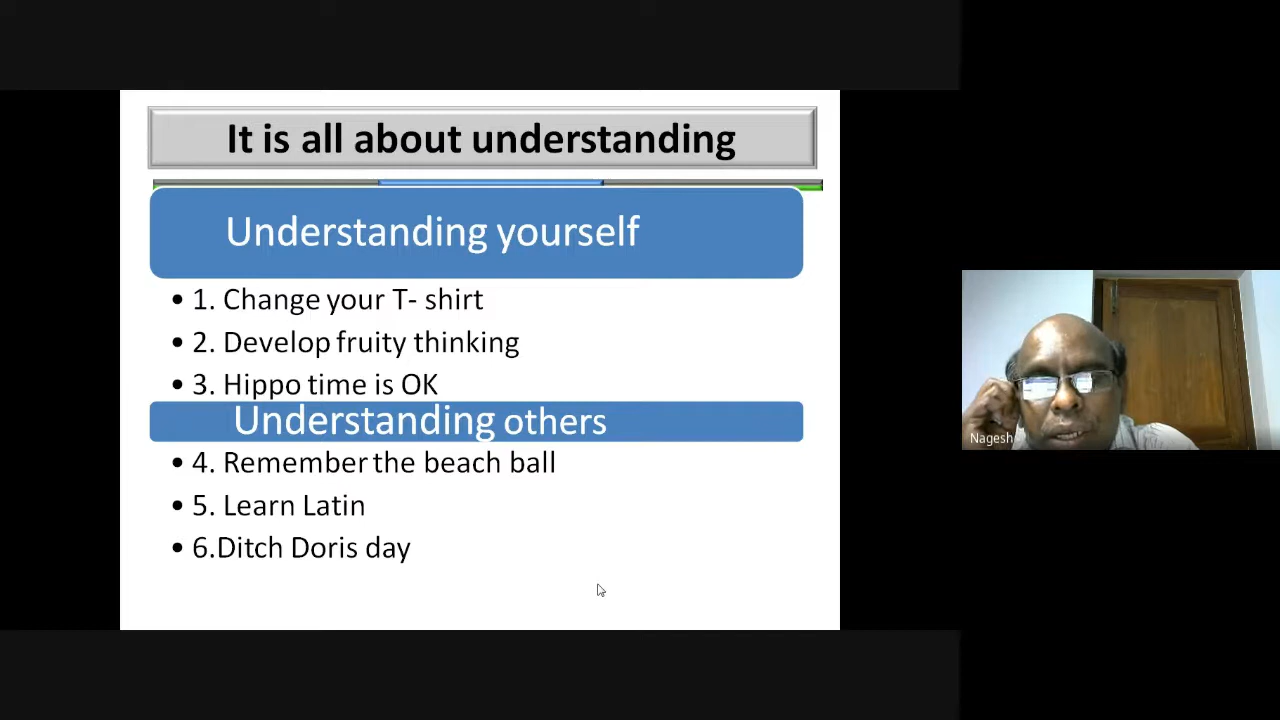 It is all about understanding
Understanding yourself
• 1. Change your T- shirt
• 2. Develop fruity thinking
• 3. Hippo time is OK
Understanding others
• 4. Remember the beach ball
• 5. Learn Latin
• 6.Ditch Doris day
Nagesh